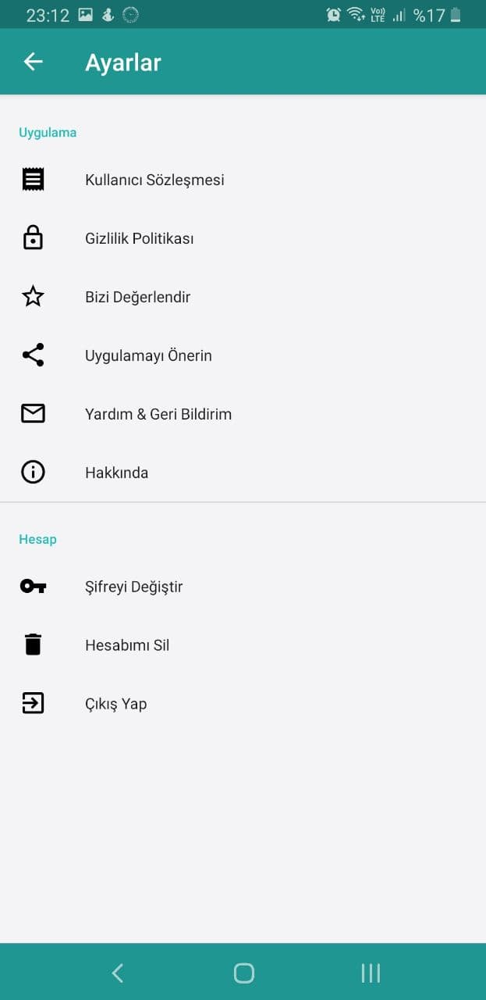 23:12 Vo)) LTE %17
Ayarlar
Uygulama
Kullanıcı Sözleşmesi
Gizlilik Politikası
Bizi Değerlendir
Uygulamayı Önerin
Yardım & Geri Bildirim
Hakkında
Hesap
Şifreyi Değiştir
Hesabımı Sil
Çıkış Yap